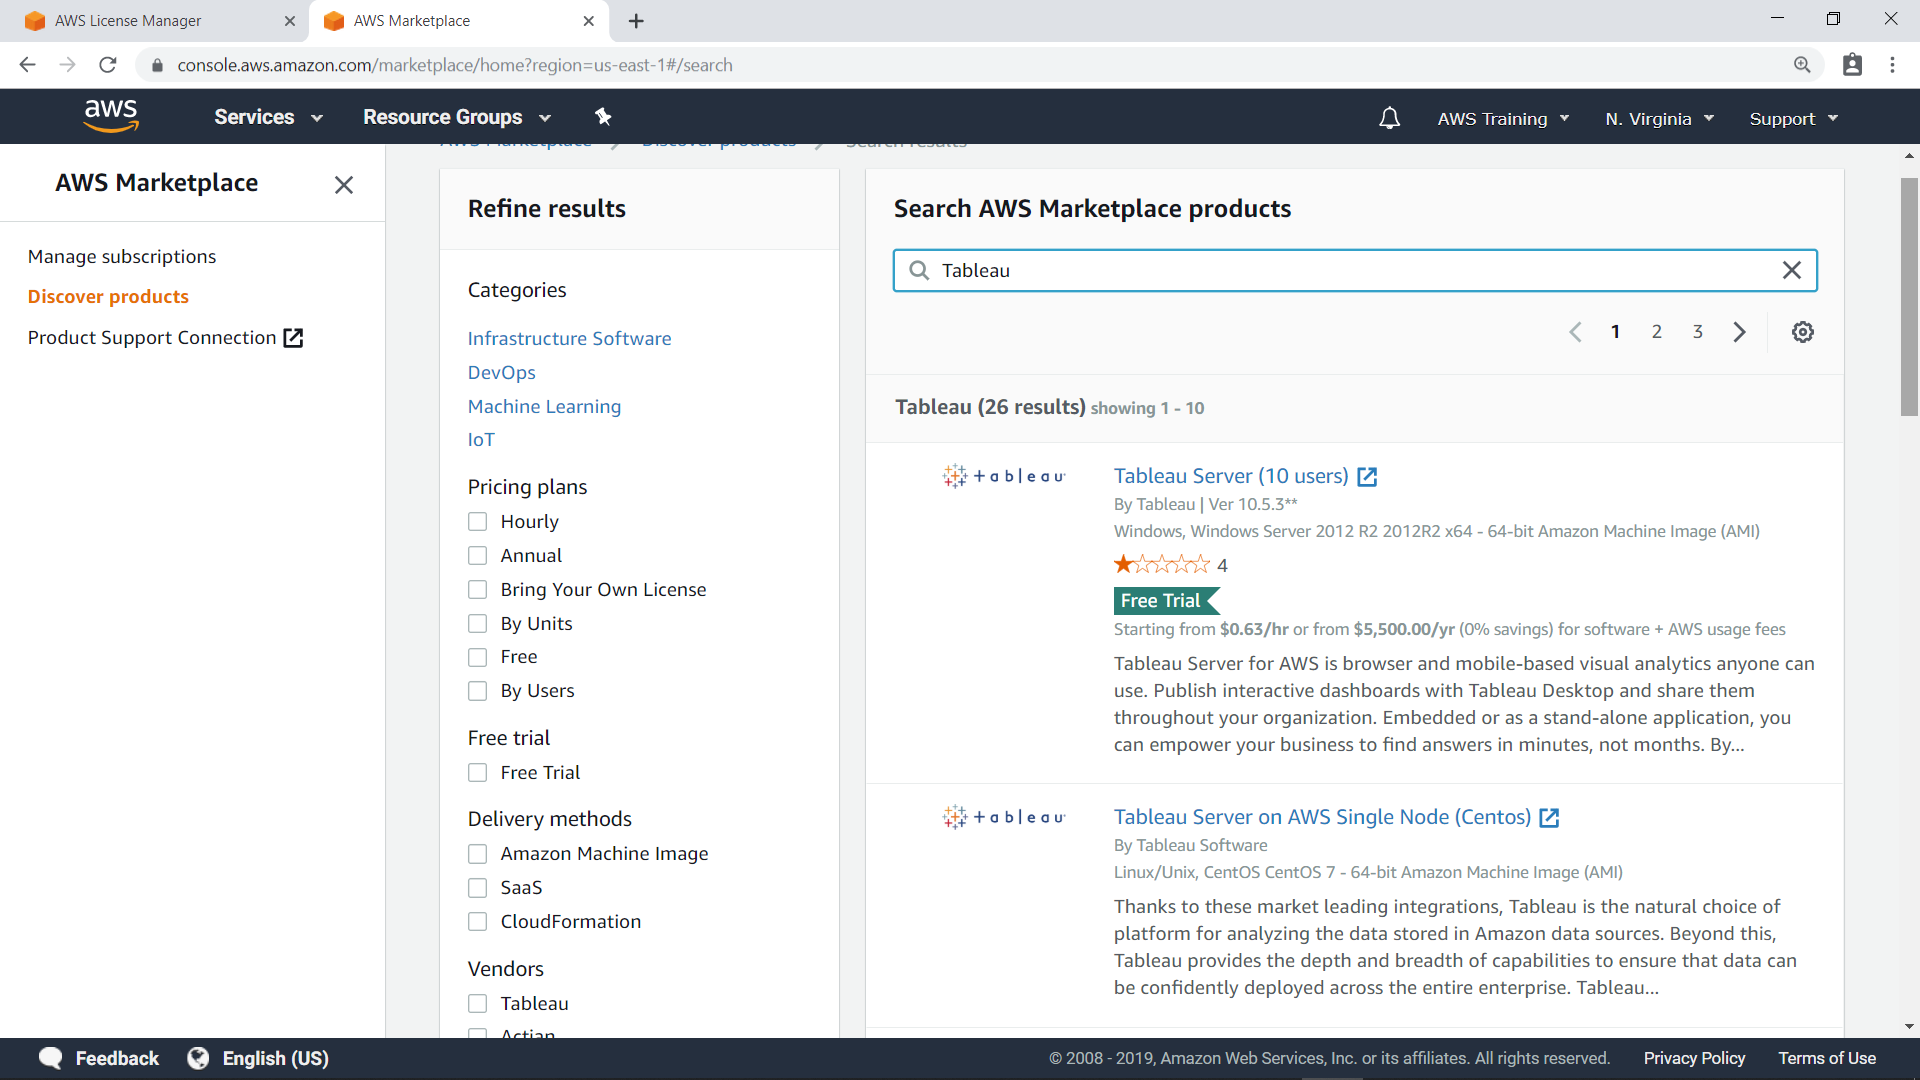 AWS License Manager
AWS Marketplace
console.aws.amazon.com/marketplace/home?region=us-east-1#/search
aws
Services
Resource Groups
AWS Training
N. Virginia
Support
AWS Marketplace
Manage subscriptions
Discover products
Product Support Connection
AWS Marketplace
Discover products
Search results
Refine results
Categories
Infrastructure Software
DevOps
Machine Learning
IoT
Pricing plans
Hourly
Annual
Bring Your Own License
By Units
Free
By Users
Free trial
Free Trial
Delivery methods
Amazon Machine Image
SaaS
CloudFormation
Vendors
Tableau
Actian
Search AWS Marketplace products
Tableau
1 2 3
Tableau (26 results) showing 1 - 10
+ableau
Tableau Server (10 users)
By Tableau | Ver 10.5.3**
Windows, Windows Server 2012 R2 2012R2 x64 - 64-bit Amazon Machine Image (AMI)
4
Free Trial
Starting from $0.63/hr or from $5,500.00/yr (0% savings) for software + AWS usage fees
Tableau Server for AWS is browser and mobile-based visual analytics anyone can
use. Publish interactive dashboards with Tableau Desktop and share them
throughout your organization. Embedded or as a stand-alone application, you
can empower your business to find answers in minutes, not months. By...
+ableau
Tableau Server on AWS Single Node (Centos)
By Tableau Software
Linux/Unix, CentOS CentOS 7 - 64-bit Amazon Machine Image (AMI)
Thanks to these market leading integrations, Tableau is the natural choice of
platform for analyzing the data stored in Amazon data sources. Beyond this,
Tableau provides the depth and breadth of capabilities to ensure that data can
be confidently deployed across the entire enterprise. Tableau...
Feedback
English (US)
© 2008 - 2019, Amazon Web Services, Inc. or its affiliates. All rights reserved.
Privacy Policy
Terms of Use